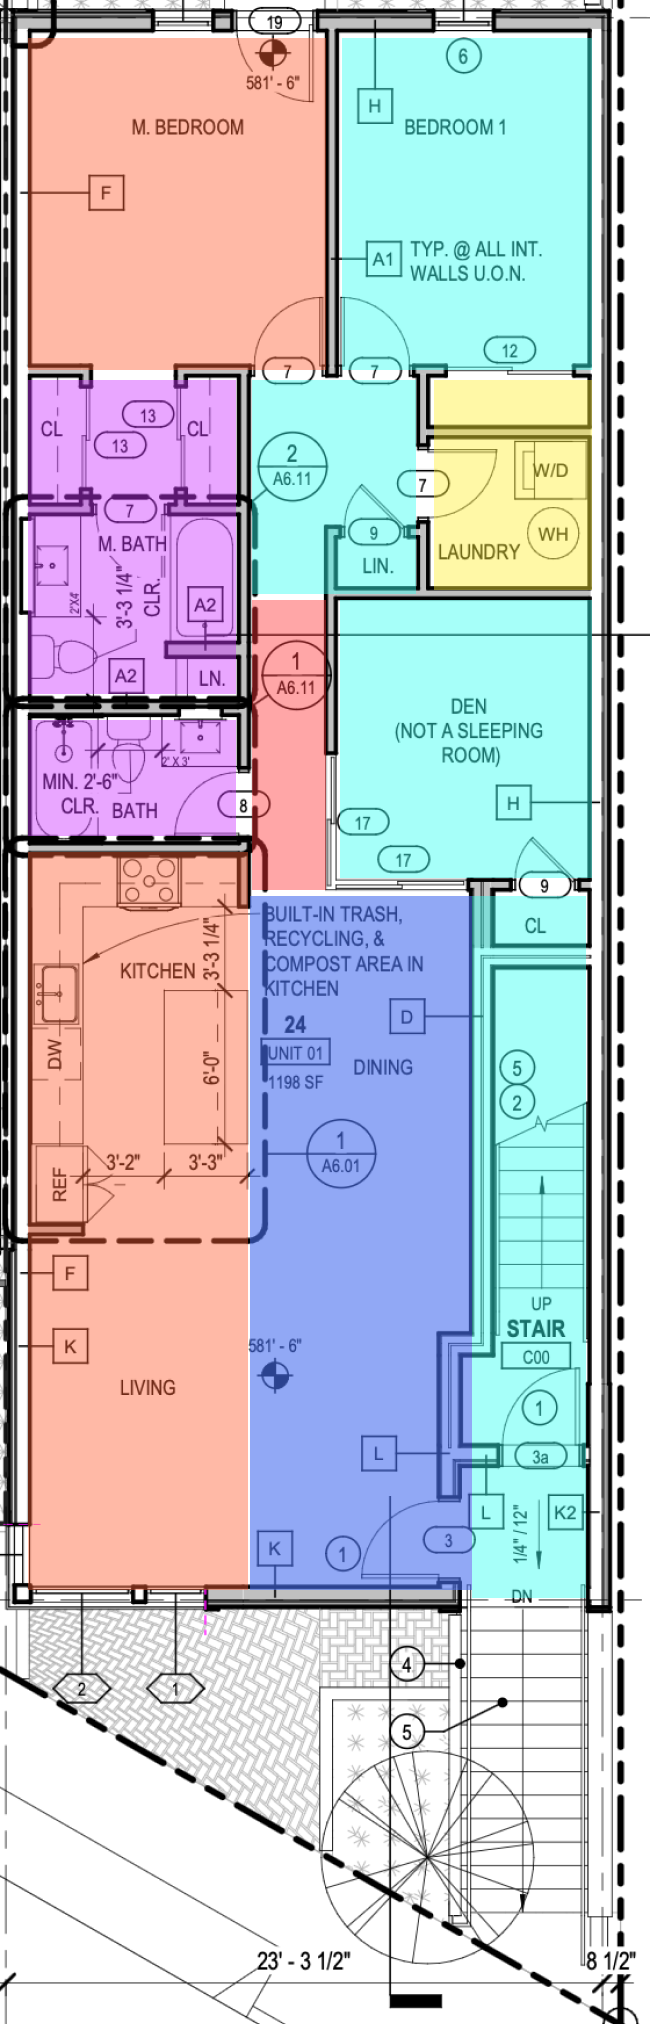 19
581' - 6"
6
H
M. BEDROOM
BEDROOM 1
F
A1
TYP. @ ALL INT.
WALLS U.O.N.
12
7
7
CL
13
13
CL
2
A6.11
7
W/D
7
M. BATH
9
WH
LAUNDRY
LIN.
3'-3 1/4"
CLR.
2'X4'
A2
A2
LN.
1
A6.11
DEN
(NOT A SLEEPING
ROOM)
2' X 3'
MIN. 2'-6"
CLR.
BATH
8
H
17
17
9
BUILT-IN TRASH,
RECYCLING, &
COMPOST AREA IN
KITCHEN
CL
KITCHEN
3'-3 1/4"
D
24
UNIT 01
1198 SF
DINING
DW
6'-0"
5
2
1
A6.01
3'-2"
3'-3"
REF
F
UP
STAIR
C00
K
581' - 6"
LIVING
1
L
3a
L
K2
1/4" / 12"
K
1
3
DN
4
2
1
5
23' - 3 1/2"
8 1/2"